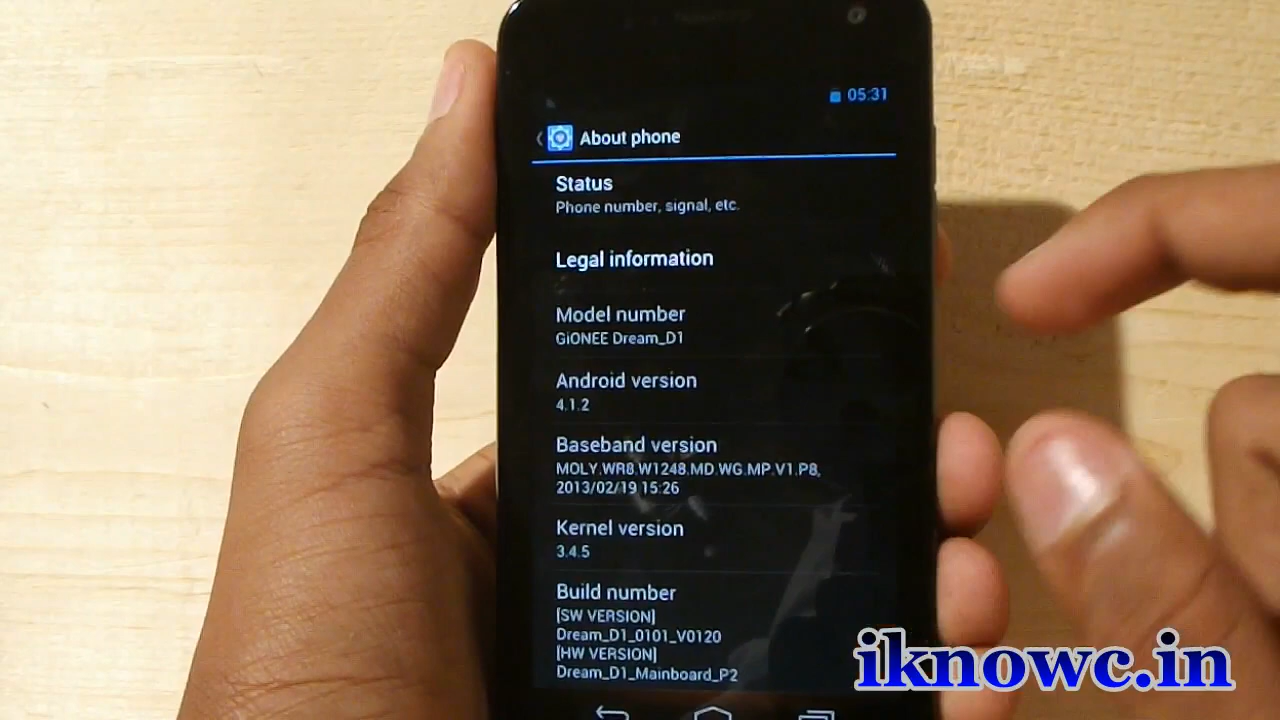 05:31
About phone
Status
Phone number, signal, etc.
Legal information
Model number
GiONEE Dream_D1
Android version
4.1.2
Baseband version
MOLY.WR8.W1248.MD.WG.MP.V1.P8,
2013/02/19 15:26
Kernel version
3.4.5
Build number
[SW VERSION]
Dream_D1_0101_V0120
[HW VERSION]
Dream_D1_Mainboard_P2
iknowc.in